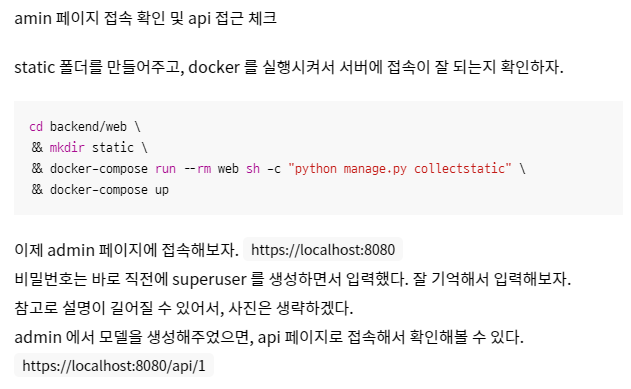 amin 페이지 접속 확인 및 api 접근 체크
static 폴더를 만들어주고, docker 를 실행시켜서 서버에 접속이 잘 되는지 확인하자.
cd backend/web \
&& mkdir static \
&& docker-compose run --rm web sh -c "python manage.py collectstatic" \
&& docker-compose up
이제 admin 페이지에 접속해보자. https://localhost:8080
비밀번호는 바로 직전에 superuser 를 생성하면서 입력했다. 잘 기억해서 입력해보자.
참고로 설명이 길어질 수 있어서, 사진은 생략하겠다.
admin 에서 모델을 생성해주었으면, api 페이지로 접속해서 확인해볼 수 있다.
https://localhost:8080/api/1